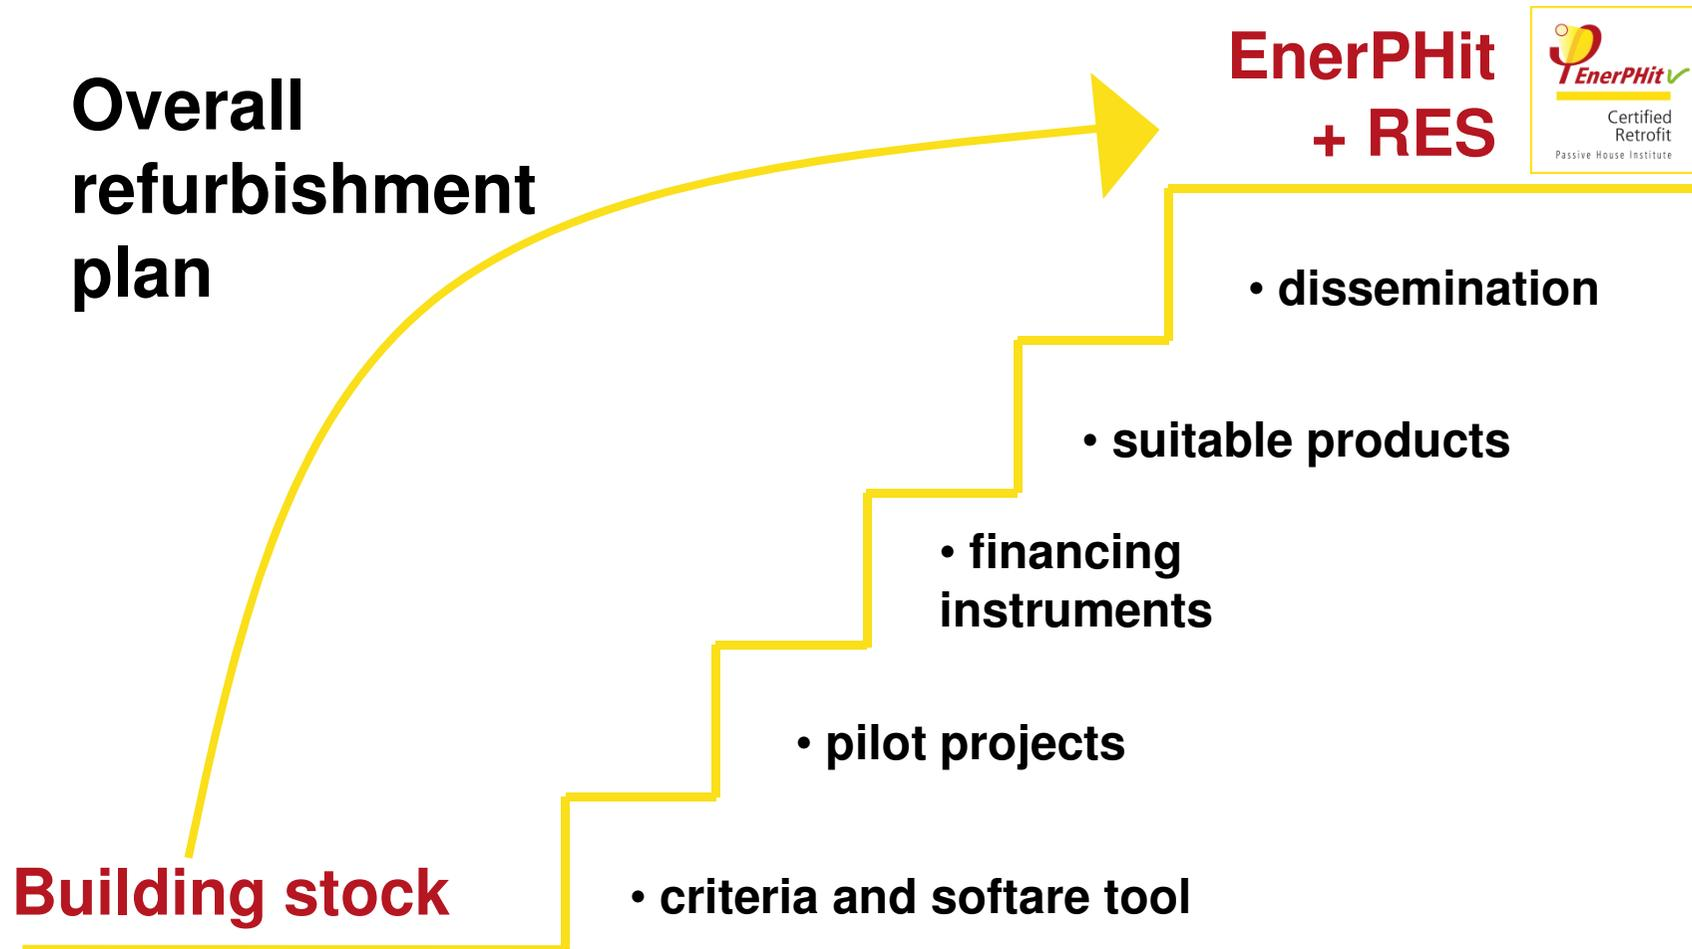 Overall
refurbishment
plan
EnerPHit
+ RES
EnerPHit
Certified
Retrofit
Passive House Institute
• dissemination
• suitable products
• financing
instruments
• pilot projects
• criteria and softare tool
Building stock